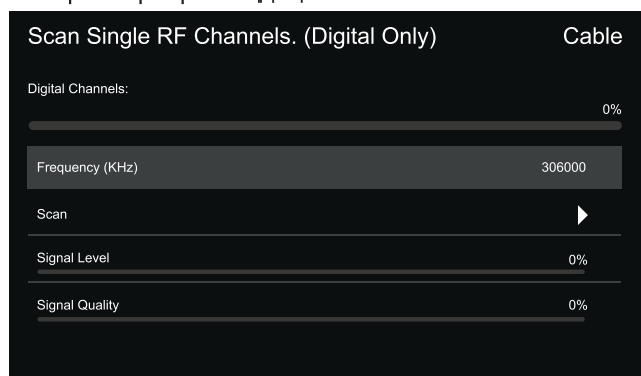 Scan Single RF Channels. (Digital Only) Cable
Digital Channels:
0%
Frequency (KHz) 306000
Scan
Signal Level 0%
Signal Quality 0%